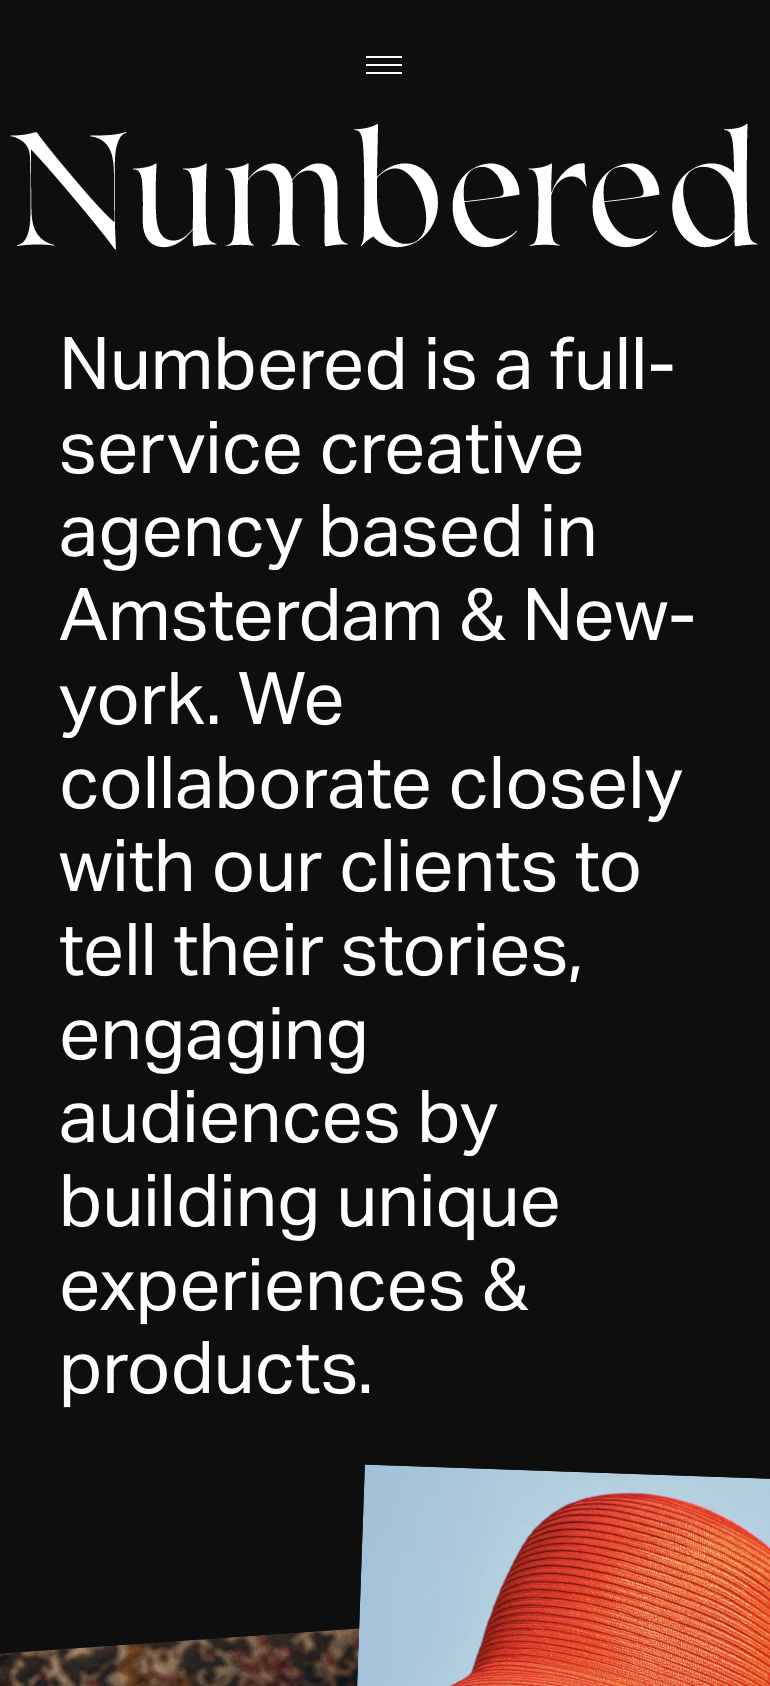 Numbered
Numbered is a full-
service creative
agency based in
Amsterdam & New-
york. We
collaborate closely
with our clients to
tell their stories,
engaging
audiences by
building unique
experiences &
products.